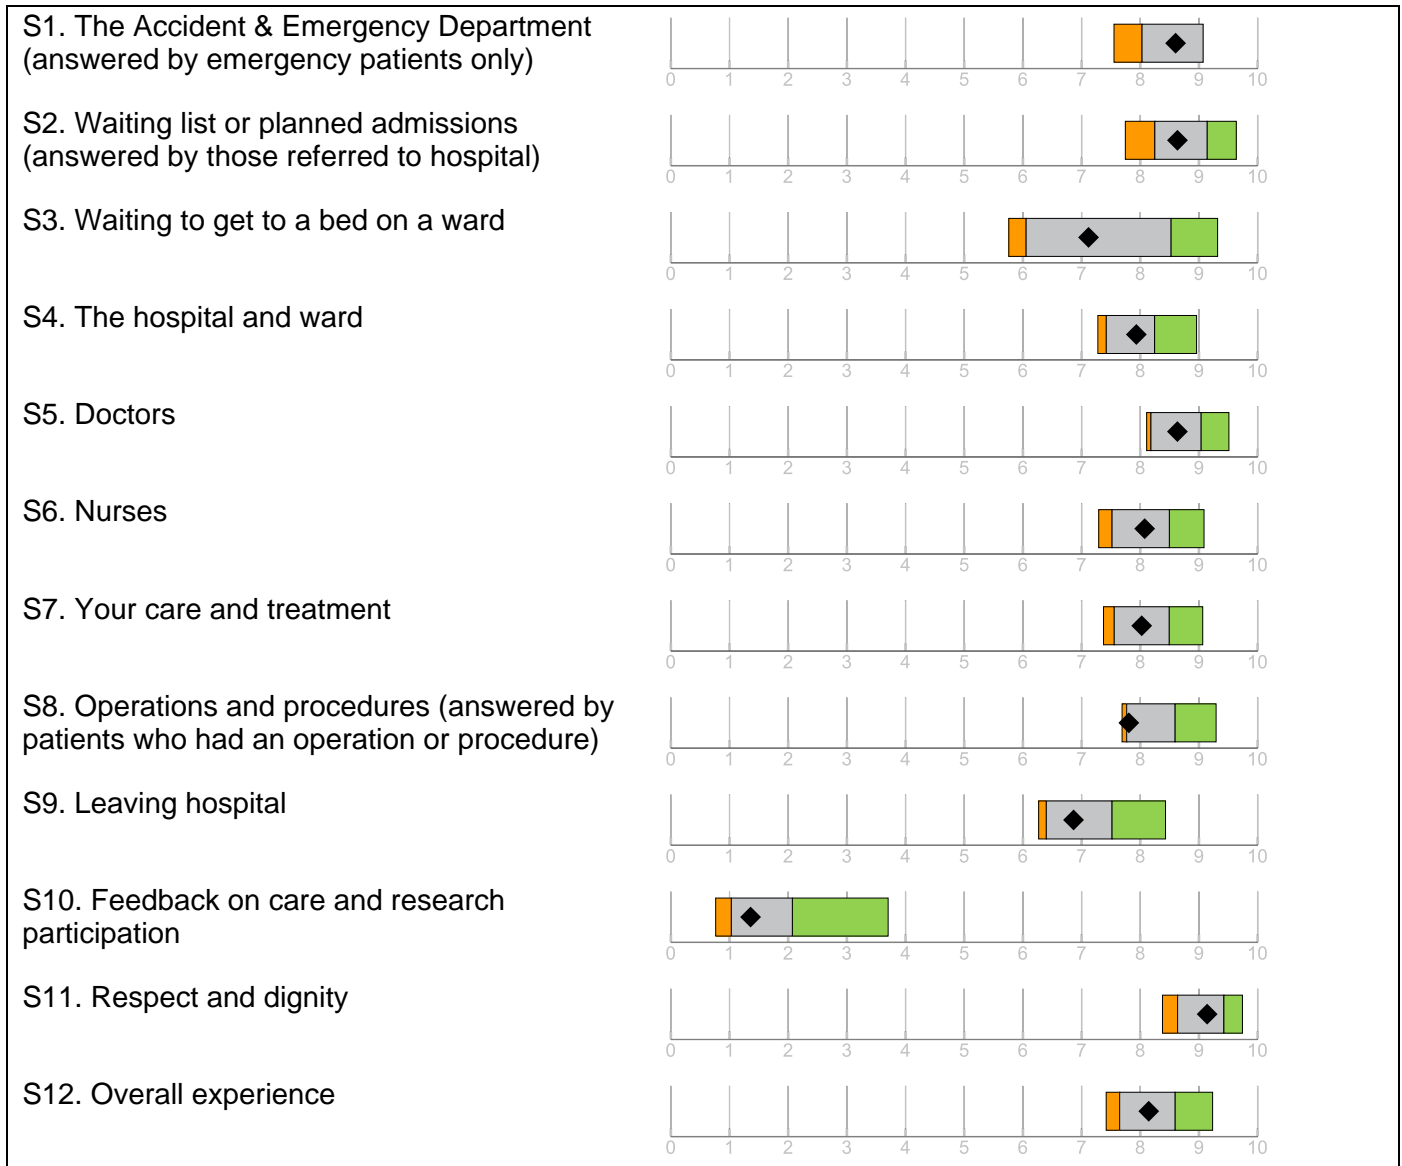 S1. The Accident & Emergency Department
(answered by emergency patients only)
0 1 2 3 4 5 6 7 8 9 10
S2. Waiting list or planned admissions
(answered by those referred to hospital)
0 1 2 3 4 5 6 7 8 9 10
S3. Waiting to get to a bed on a ward
0 1 2 3 4 5 6 7 8 9 10
S4. The hospital and ward
0 1 2 3 4 5 6 7 8 9 10
S5. Doctors
0 1 2 3 4 5 6 7 8 9 10
S6. Nurses
0 1 2 3 4 5 6 7 8 9 10
S7. Your care and treatment
0 1 2 3 4 5 6 7 8 9 10
S8. Operations and procedures (answered by
patients who had an operation or procedure)
0 1 2 3 4 5 6 7 8 9 10
S9. Leaving hospital
0 1 2 3 4 5 6 7 8 9 10
S10. Feedback on care and research
participation
0 1 2 3 4 5 6 7 8 9 10
S11. Respect and dignity
0 1 2 3 4 5 6 7 8 9 10
S12. Overall experience
0 1 2 3 4 5 6 7 8 9 10